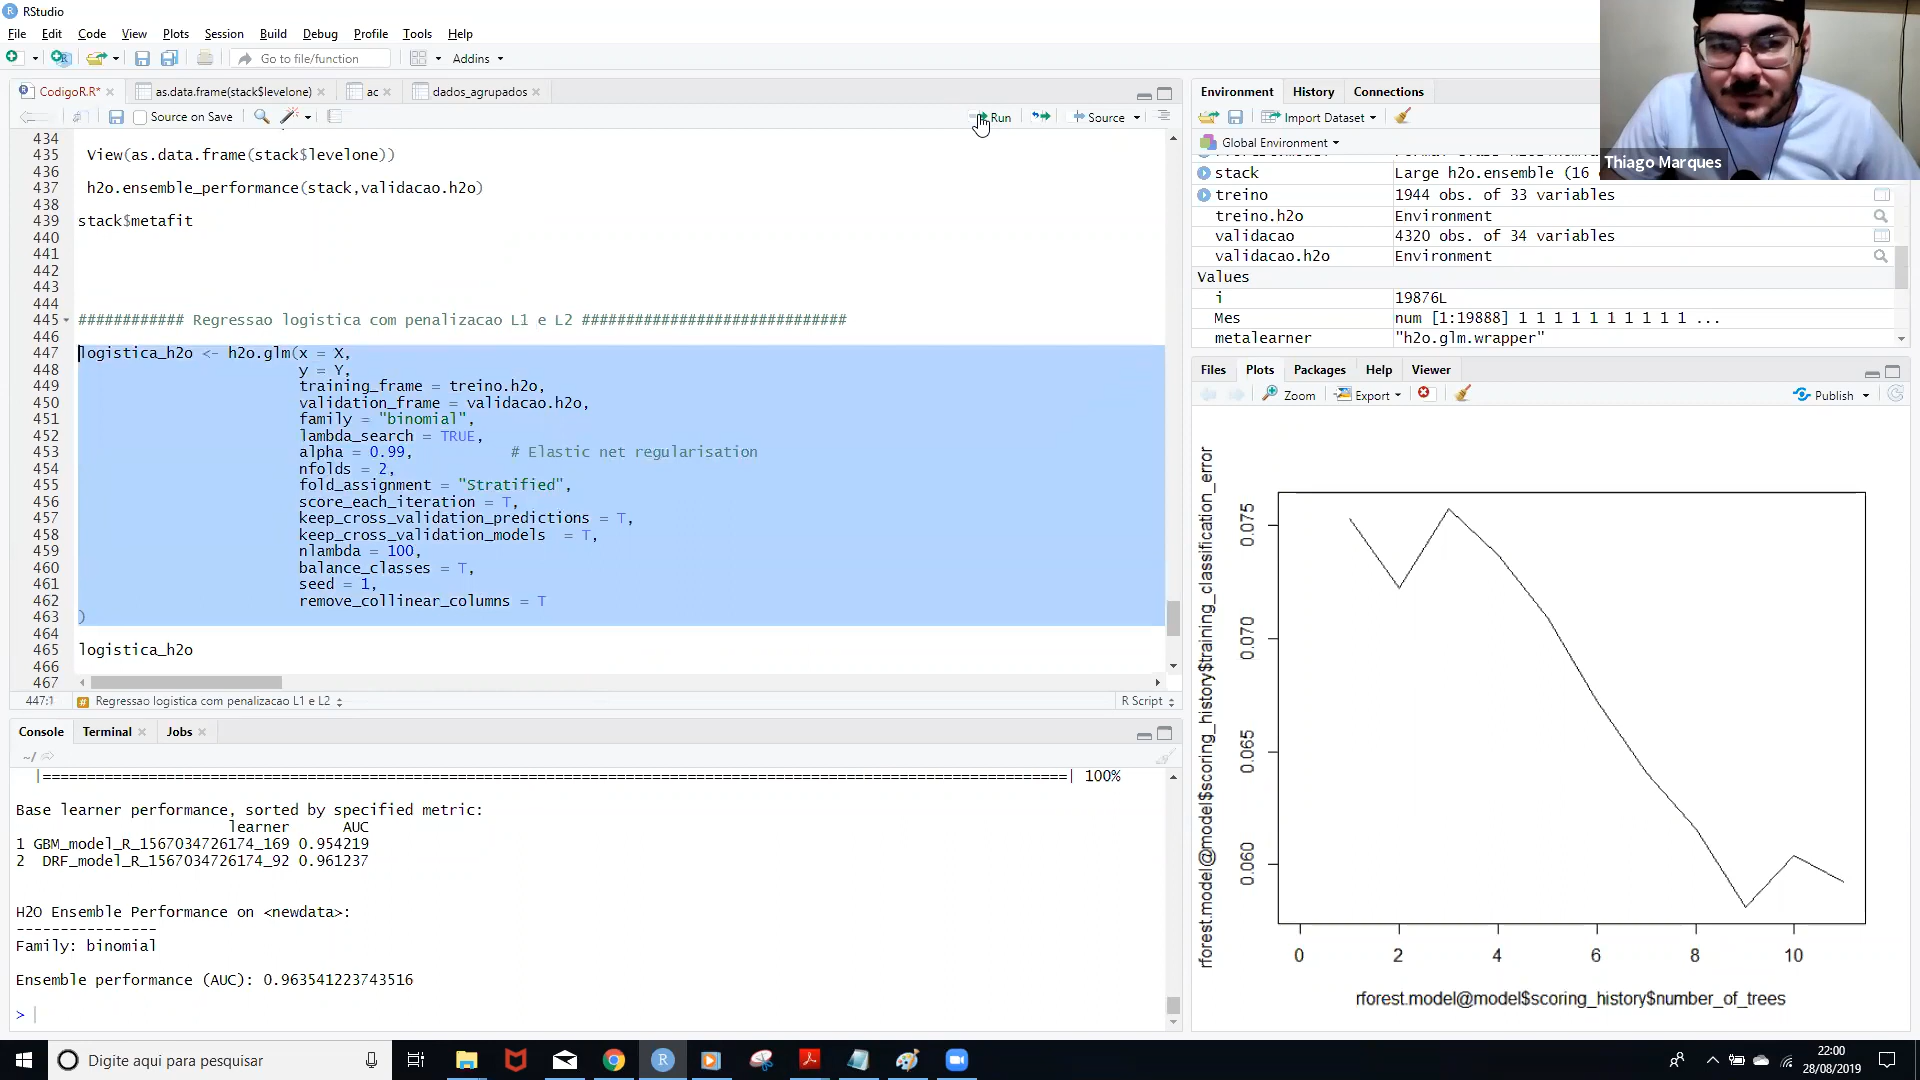 RStudio
File Edit Code View Plots Session Build Debug Profile Tools Help
Go to file/function Addins
CodigoR.R* as.data.frame(stack$levelone) ac dados_agrupados
Source on Save Run Source
434
435 View(as.data.frame(stack$levelone))
436
437 h2o.ensemble_performance(stack,validacao.h2o)
438
439 stack$metafit
440
441
442
443
444
445 ############ Regressao logistica com penalizacao L1 e L2 ##############################
446
447 logistica_h2o <- h2o.glm(x = X,
448 y = Y,
449 training_frame = treino.h2o,
450 validation_frame = validacao.h2o,
451 family = "binomial",
452 lambda_search = TRUE,
453 alpha = 0.99, # Elastic net regularisation
454 nfolds = 2,
455 fold_assignment = "Stratified",
456 score_each_iteration = T,
457 keep_cross_validation_predictions = T,
458 keep_cross_validation_models = T,
459 nlambda = 100,
460 balance_classes = T,
461 seed = 1,
462 remove_collinear_columns = T
463 )
464
465 logistica_h2o
466
467
447:1 Regressao logistica com penalizacao L1 e L2 R Script
Console Terminal Jobs
~/
|=====================================================================================================================| 100%
Base learner performance, sorted by specified metric:
learner AUC
1 GBM_model_R_1567034726174_169 0.954219
2 DRF_model_R_1567034726174_92 0.961237
H2O Ensemble Performance on <newdata>:
----------------
Family: binomial
Ensemble performance (AUC): 0.963541223743516
>
Environment History Connections
Import Dataset
Global Environment
stack Large h2o.ensemble (16
treino 1944 obs. of 33 variables
treino.h2o Environment
validacao 4320 obs. of 34 variables
validacao.h2o Environment
Values
i 19876L
Mes num [1:19888] 1 1 1 1 1 1 1 1 1 1 ...
metalearner "h2o.glm.wrapper"
Thiago Marques
Files Plots Packages Help Viewer
Zoom Export Publish
rforest.model@model$scoring_history$training_classification_error
0.075
0.070
0.065
0.060
0 2 4 6 8 10
rforest.model@model$scoring_history$number_of_trees
Digite aqui para pesquisar
22:00
28/08/2019